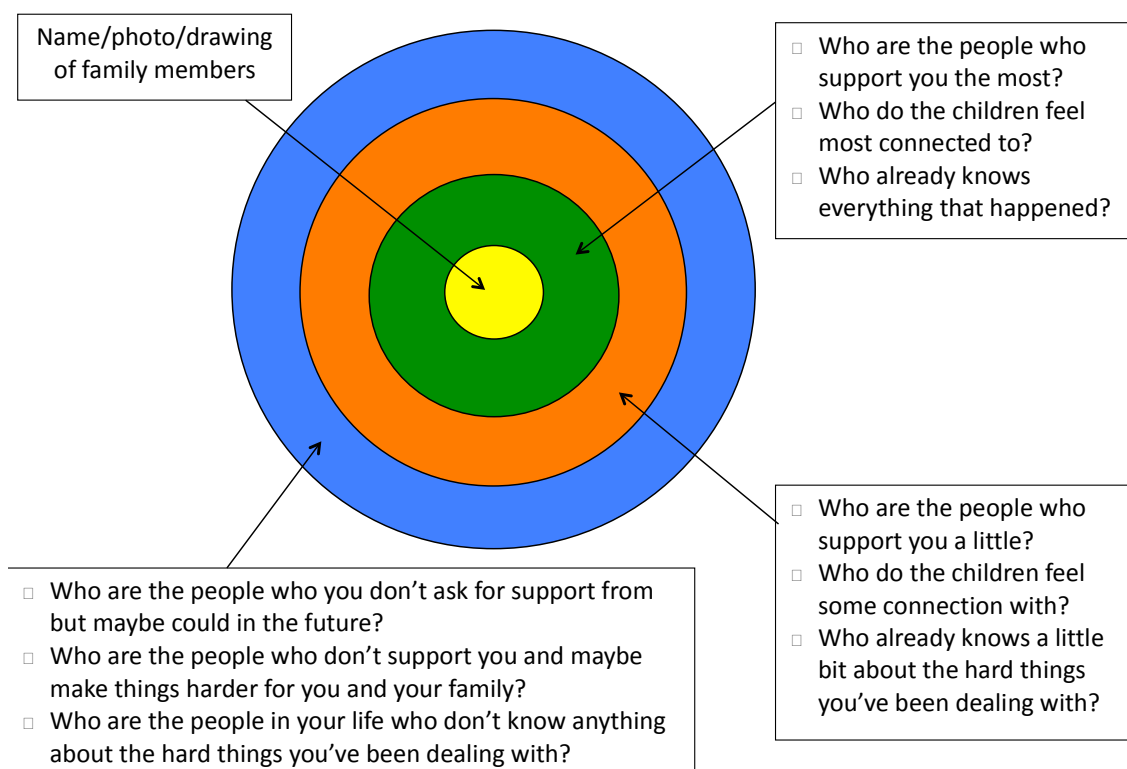 Name/photo/drawing
of family members
□ Who are the people who
support you the most?
□ Who do the children feel
most connected to?
□ Who already knows
everything that happened?
□ Who are the people who
support you a little?
□ Who do the children feel
some connection with?
□ Who already knows a little
bit about the hard things
you’ve been dealing with?
□ Who are the people who you don’t ask for support from
but maybe could in the future?
□ Who are the people who don’t support you and maybe
make things harder for you and your family?
□ Who are the people in your life who don’t know anything
about the hard things you’ve been dealing with?